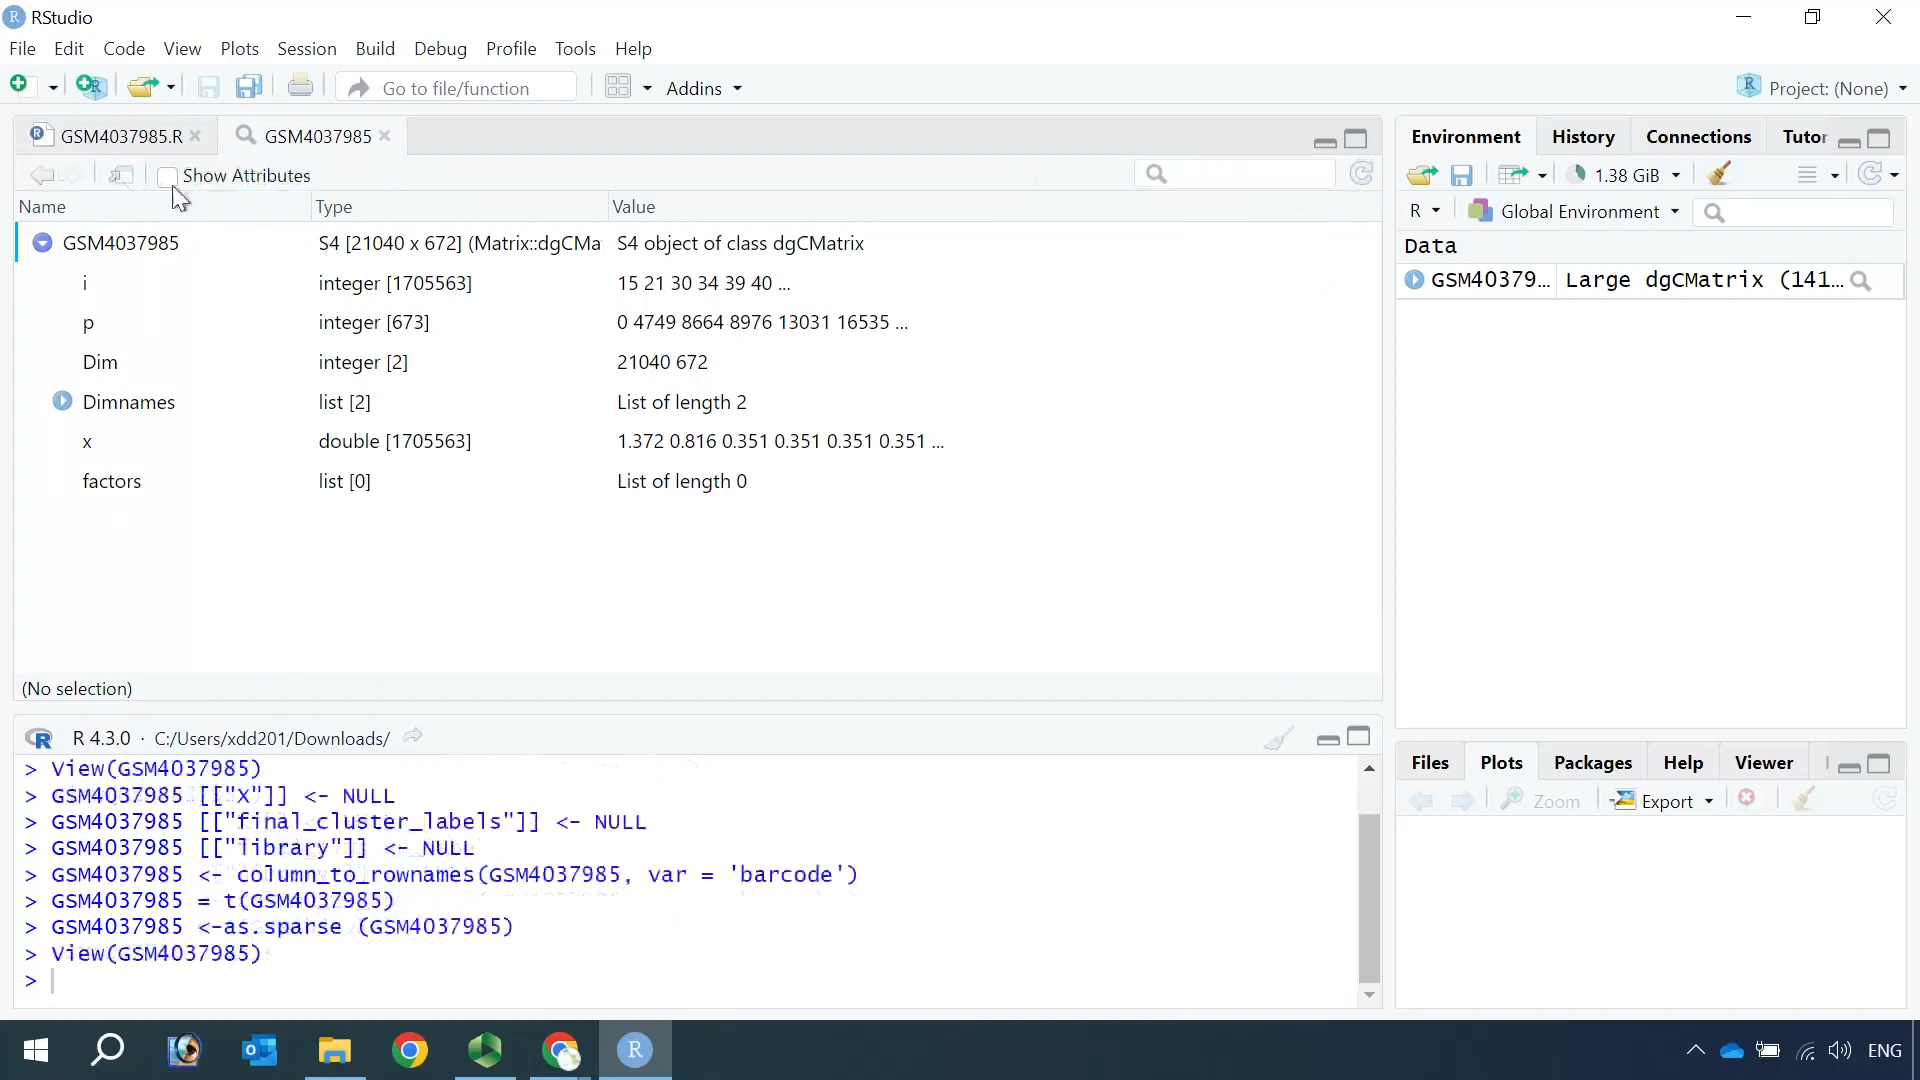 RStudio
File Edit Code View Plots Session Build Debug Profile Tools Help
Go to file/function Addins Project: (None)
GSM4037985.R GSM4037985
Show Attributes
Name Type Value
GSM4037985 S4 [21040 x 672] (Matrix::dgCMa S4 object of class dgCMatrix
i integer [1705563] 15 21 30 34 39 40 ...
p integer [673] 0 4749 8664 8976 13031 16535 ...
Dim integer [2] 21040 672
Dimnames list [2] List of length 2
x double [1705563] 1.372 0.816 0.351 0.351 0.351 0.351 ...
factors list [0] List of length 0
(No selection)
R 4.3.0 · C:/Users/xdd201/Downloads/
> View(GSM4037985)
> GSM4037985 [["X"]] <- NULL
> GSM4037985 [["final_cluster_labels"]] <- NULL
> GSM4037985 [["library"]] <- NULL
> GSM4037985 <- column_to_rownames(GSM4037985, var = 'barcode')
> GSM4037985 = t(GSM4037985)
> GSM4037985 <-as.sparse (GSM4037985)
> View(GSM4037985)
>
Environment History Connections Tutor
1.38 GiB
R Global Environment
Data
GSM40379... Large dgCMatrix (141...
Files Plots Packages Help Viewer
Zoom Export
ENG